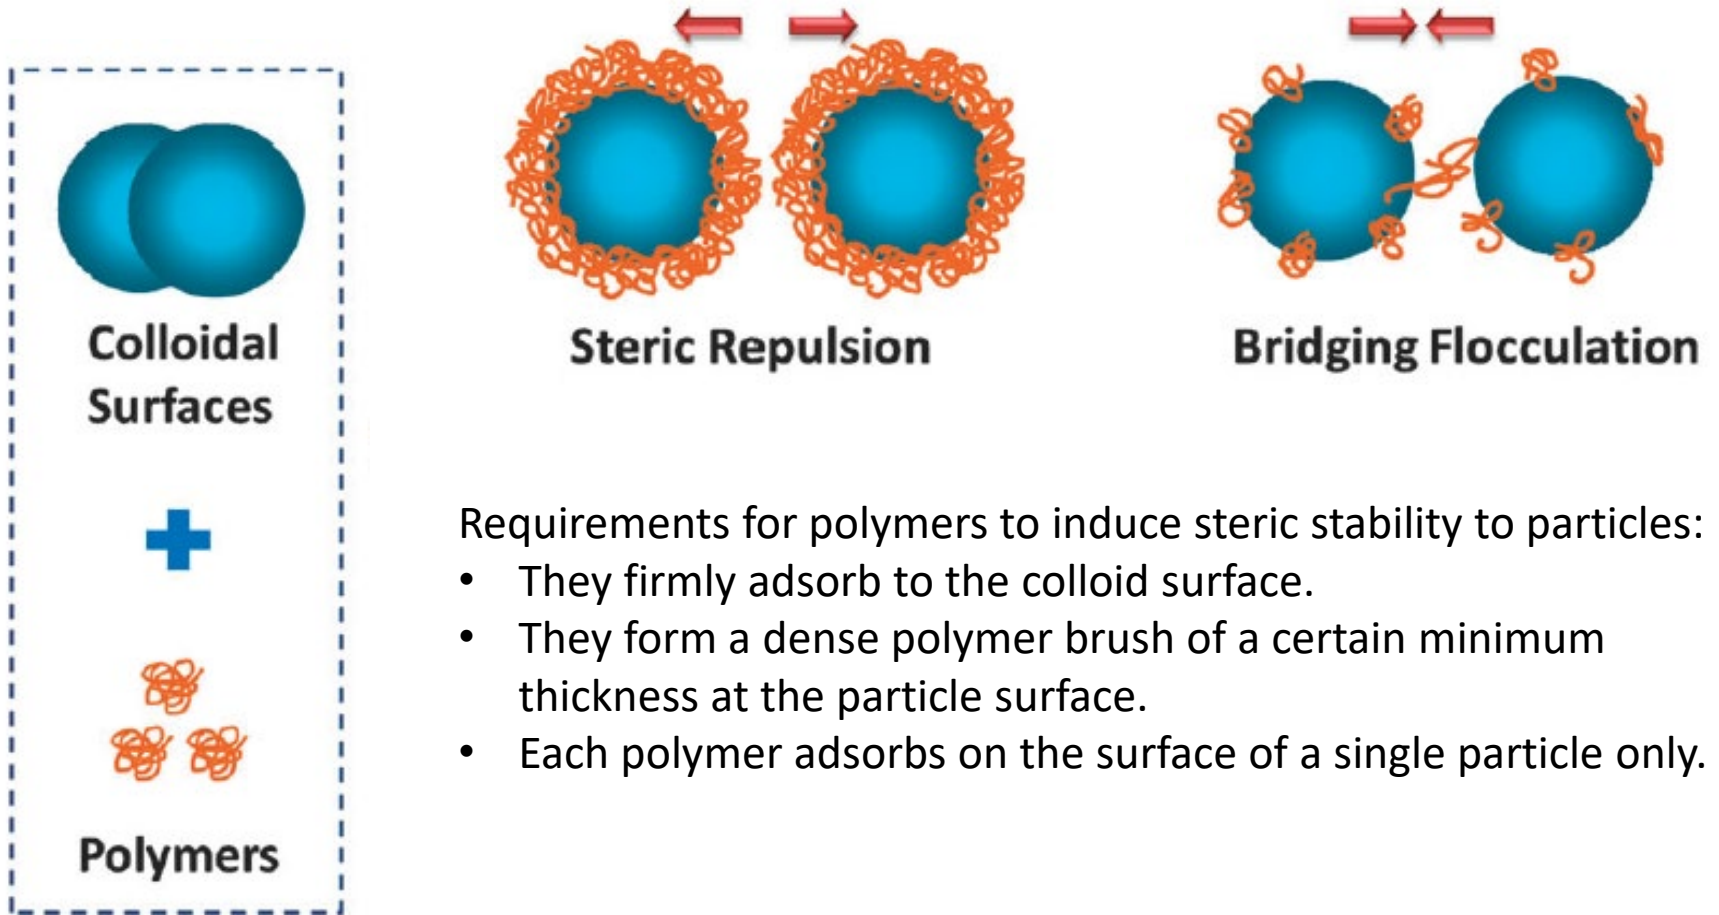 Colloidal
Surfaces
Polymers
Steric Repulsion
Bridging Flocculation
Requirements for polymers to induce steric stability to particles:
• They firmly adsorb to the colloid surface.
• They form a dense polymer brush of a certain minimum
thickness at the particle surface.
• Each polymer adsorbs on the surface of a single particle only.